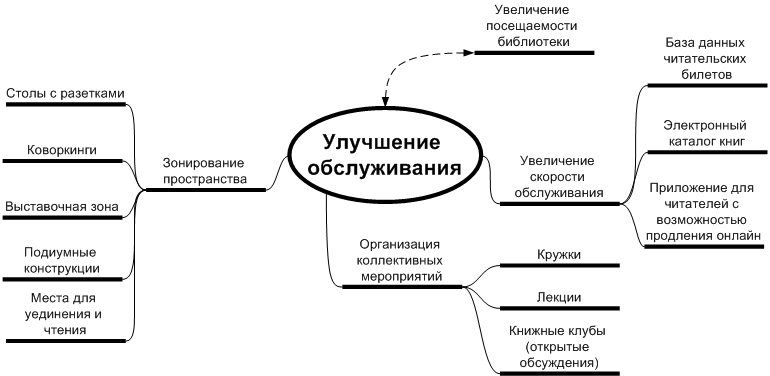 Увеличение
посещаемости
библиотеки
Улучшение
обслуживания
Зонирование
пространства
Столы с разетками
Коворкинги
Выставочная зона
Подиумные
конструкции
Места для
уединения и
чтения
Увеличение
скорости
обслуживания
База данных
читательских
билетов
Электронный
каталог книг
Приложение для
читателей с
возможностью
продления онлайн
Организация
коллективных
мероприятий
Кружки
Лекции
Книжные клубы
(открытые
обсуждения)